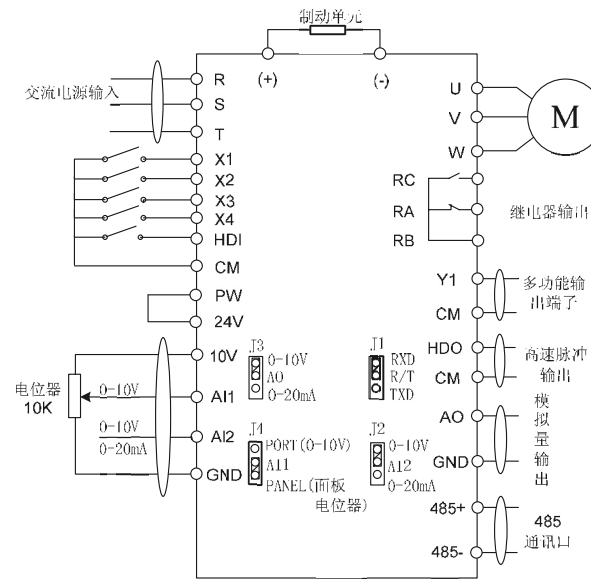 制动单元
(+)
(-)
交流电源输入
R
S
T
X1
X2
X3
X4
HDI
CM
PW
24V
10V
AI1
AI2
GND
电位器
10K
0-10V
0-10V
0-20mA
J3
0-10V
AO
0-20mA
J4
PORT(0-10V)
AI1
PANEL(面板
电位器)
J1
RXD
R/T
TXD
J2
0-10V
AI2
0-20mA
U
V
W
M
RC
RA
RB
继电器输出
Y1
CM
多功能输
出端子
HDO
CM
高速脉冲
输出
AO
GND
模
拟
量
输
出
485+
485-
485
通讯口